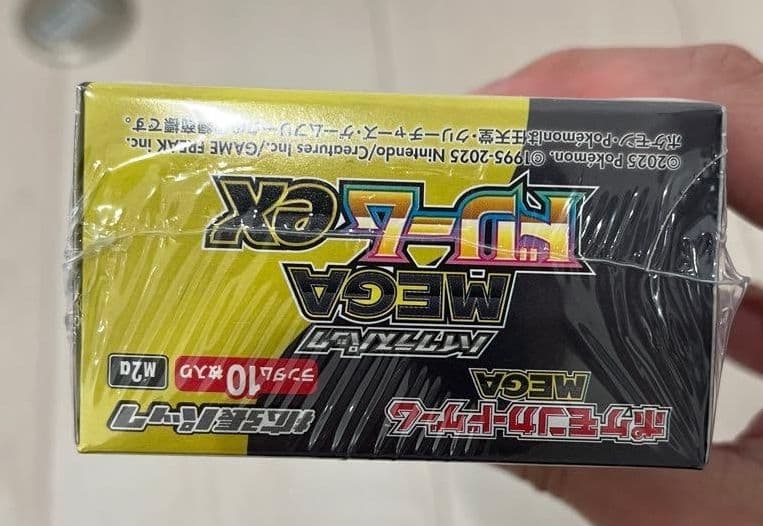 ポケモンカードゲーム
MEGA
拡張パック
ランダム10枚入り
M2a
ハイクラスパック
MEGA
ドリームex
©2025 Pokémon. ©1995-2025 Nintendo/Creatures Inc./GAME FREAK inc.
ポケモン・Pokémonは任天堂・クリーチャーズ・ゲームフリークの登録商標です。